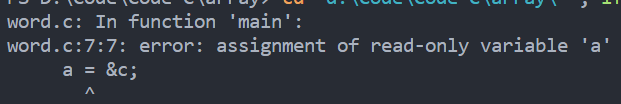 word.c: In function 'main':
word.c:7:7: error: assignment of read-only variable 'a'
a = &c;
^